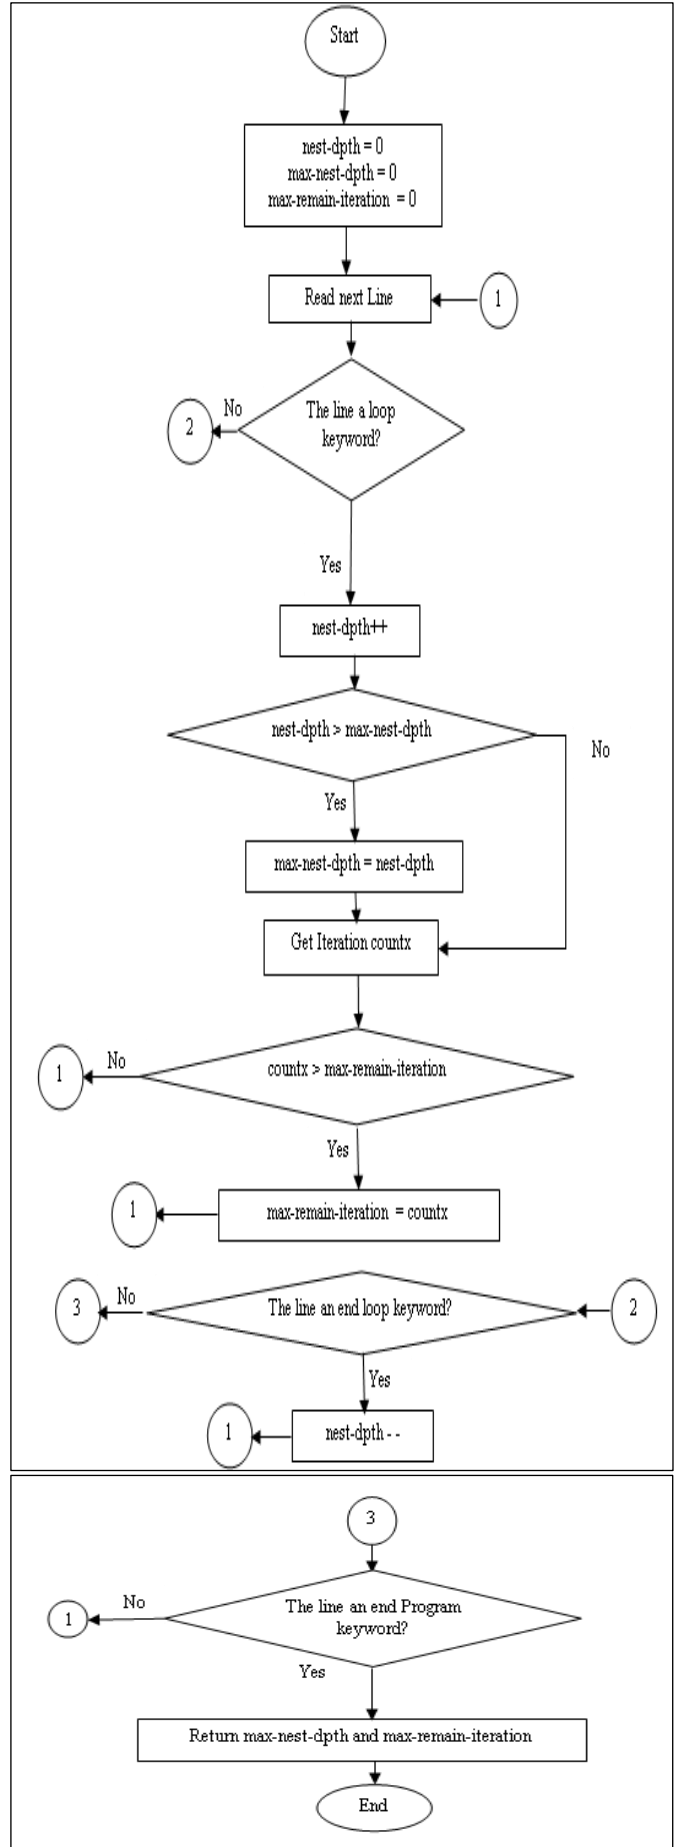 Start
nest-dpth = 0
max-nest-dpth = 0
max-remain-iteration = 0
Read next Line
1
The line a loop
keyword?
No
2
Yes
nest-dpth++
nest-dpth > max-nest-dpth
No
Yes
max-nest-dpth = nest-dpth
Get Iteration countx
countx > max-remain-iteration
No
1
Yes
max-remain-iteration = countx
1
The line an end loop keyword?
No
3
2
Yes
nest-dpth - -
1
3
The line an end Program
keyword?
No
1
Yes
Return max-nest-dpth and max-remain-iteration
End